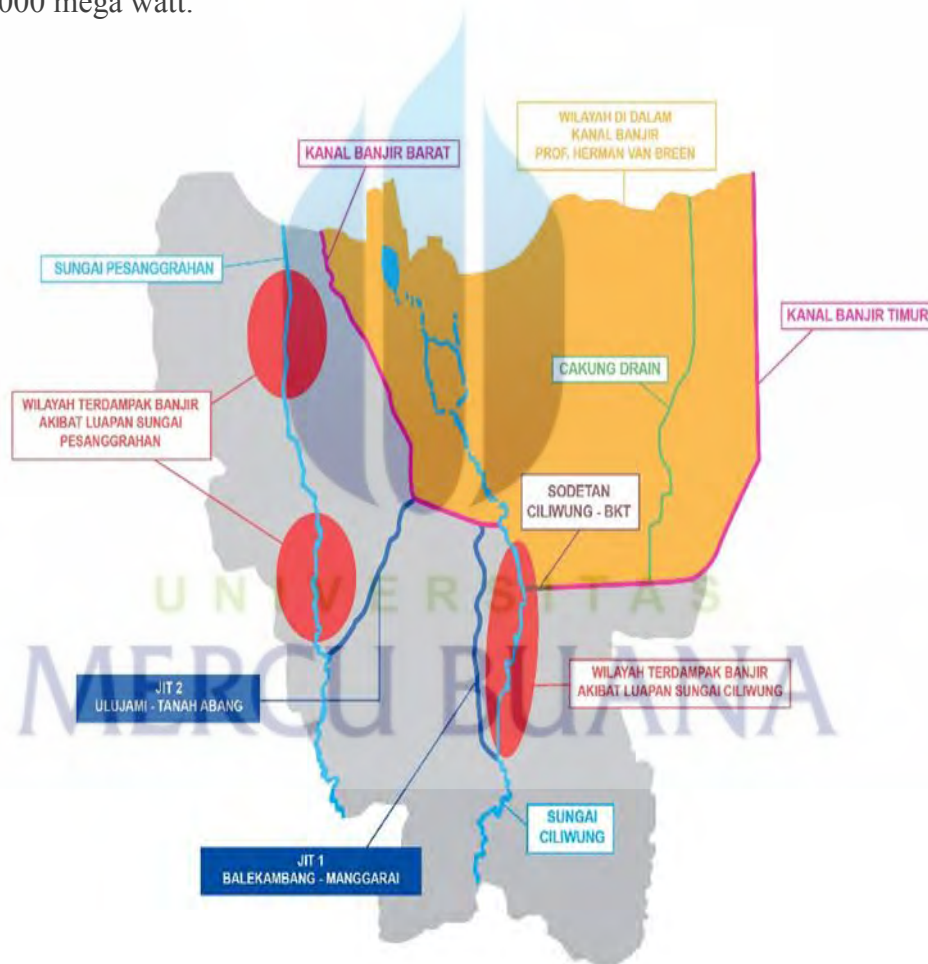 000 mega watt.
WILAYAH DI DALAM
KANAL BANJIR
PROF. HERMAN VAN BREEN
KANAL BANJIR BARAT
SUNGAI PESANGGRAHAN
KANAL BANJIR TIMUR
CAKUNG DRAIN
WILAYAH TERDAMPAK BANJIR
AKIBAT LUAPAN SUNGAI
PESANGGRAHAN
SODETAN
CILIWUNG - BKT
UNIVERSITAS
MERCU BUANA
WILAYAH TERDAMPAK BANJIR
AKIBAT LUAPAN SUNGAI CILIWUNG
JIT 2
ULUJAMI - TANAH ABANG
SUNGAI
CILIWUNG
JIT 1
BALEKAMBANG - MANGGARAI